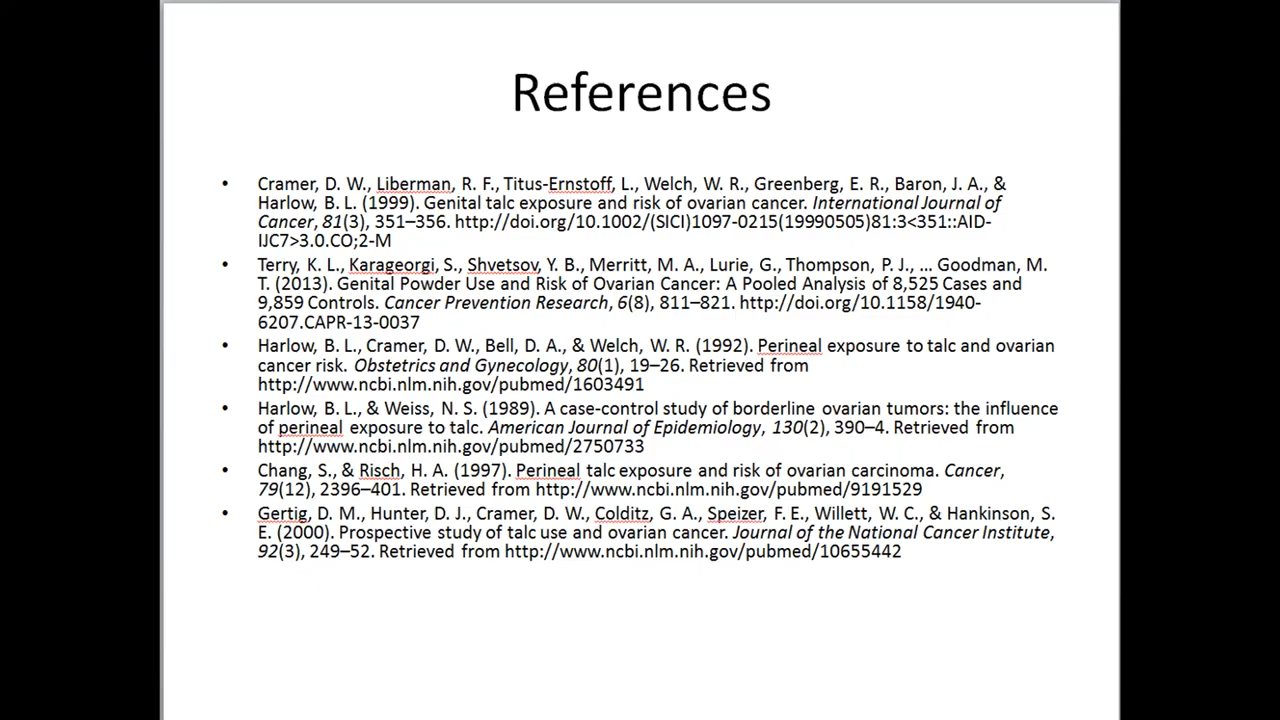 References
• Cramer, D. W., Liberman, R. F., Titus-Ernstoff, L., Welch, W. R., Greenberg, E. R., Baron, J. A., &
Harlow, B. L. (1999). Genital talc exposure and risk of ovarian cancer. International Journal of
Cancer, 81(3), 351–356. http://doi.org/10.1002/(SICI)1097-0215(19990505)81:3<351::AID-
IJC7>3.0.CO;2-M
• Terry, K. L., Karageorgi, S., Shvetsov, Y. B., Merritt, M. A., Lurie, G., Thompson, P. J., … Goodman, M.
T. (2013). Genital Powder Use and Risk of Ovarian Cancer: A Pooled Analysis of 8,525 Cases and
9,859 Controls. Cancer Prevention Research, 6(8), 811–821. http://doi.org/10.1158/1940-
6207.CAPR-13-0037
• Harlow, B. L., Cramer, D. W., Bell, D. A., & Welch, W. R. (1992). Perineal exposure to talc and ovarian
cancer risk. Obstetrics and Gynecology, 80(1), 19–26. Retrieved from
http://www.ncbi.nlm.nih.gov/pubmed/1603491
• Harlow, B. L., & Weiss, N. S. (1989). A case-control study of borderline ovarian tumors: the influence
of perineal exposure to talc. American Journal of Epidemiology, 130(2), 390–4. Retrieved from
http://www.ncbi.nlm.nih.gov/pubmed/2750733
• Chang, S., & Risch, H. A. (1997). Perineal talc exposure and risk of ovarian carcinoma. Cancer,
79(12), 2396–401. Retrieved from http://www.ncbi.nlm.nih.gov/pubmed/9191529
• Gertig, D. M., Hunter, D. J., Cramer, D. W., Colditz, G. A., Speizer, F. E., Willett, W. C., & Hankinson, S.
E. (2000). Prospective study of talc use and ovarian cancer. Journal of the National Cancer Institute,
92(3), 249–52. Retrieved from http://www.ncbi.nlm.nih.gov/pubmed/10655442